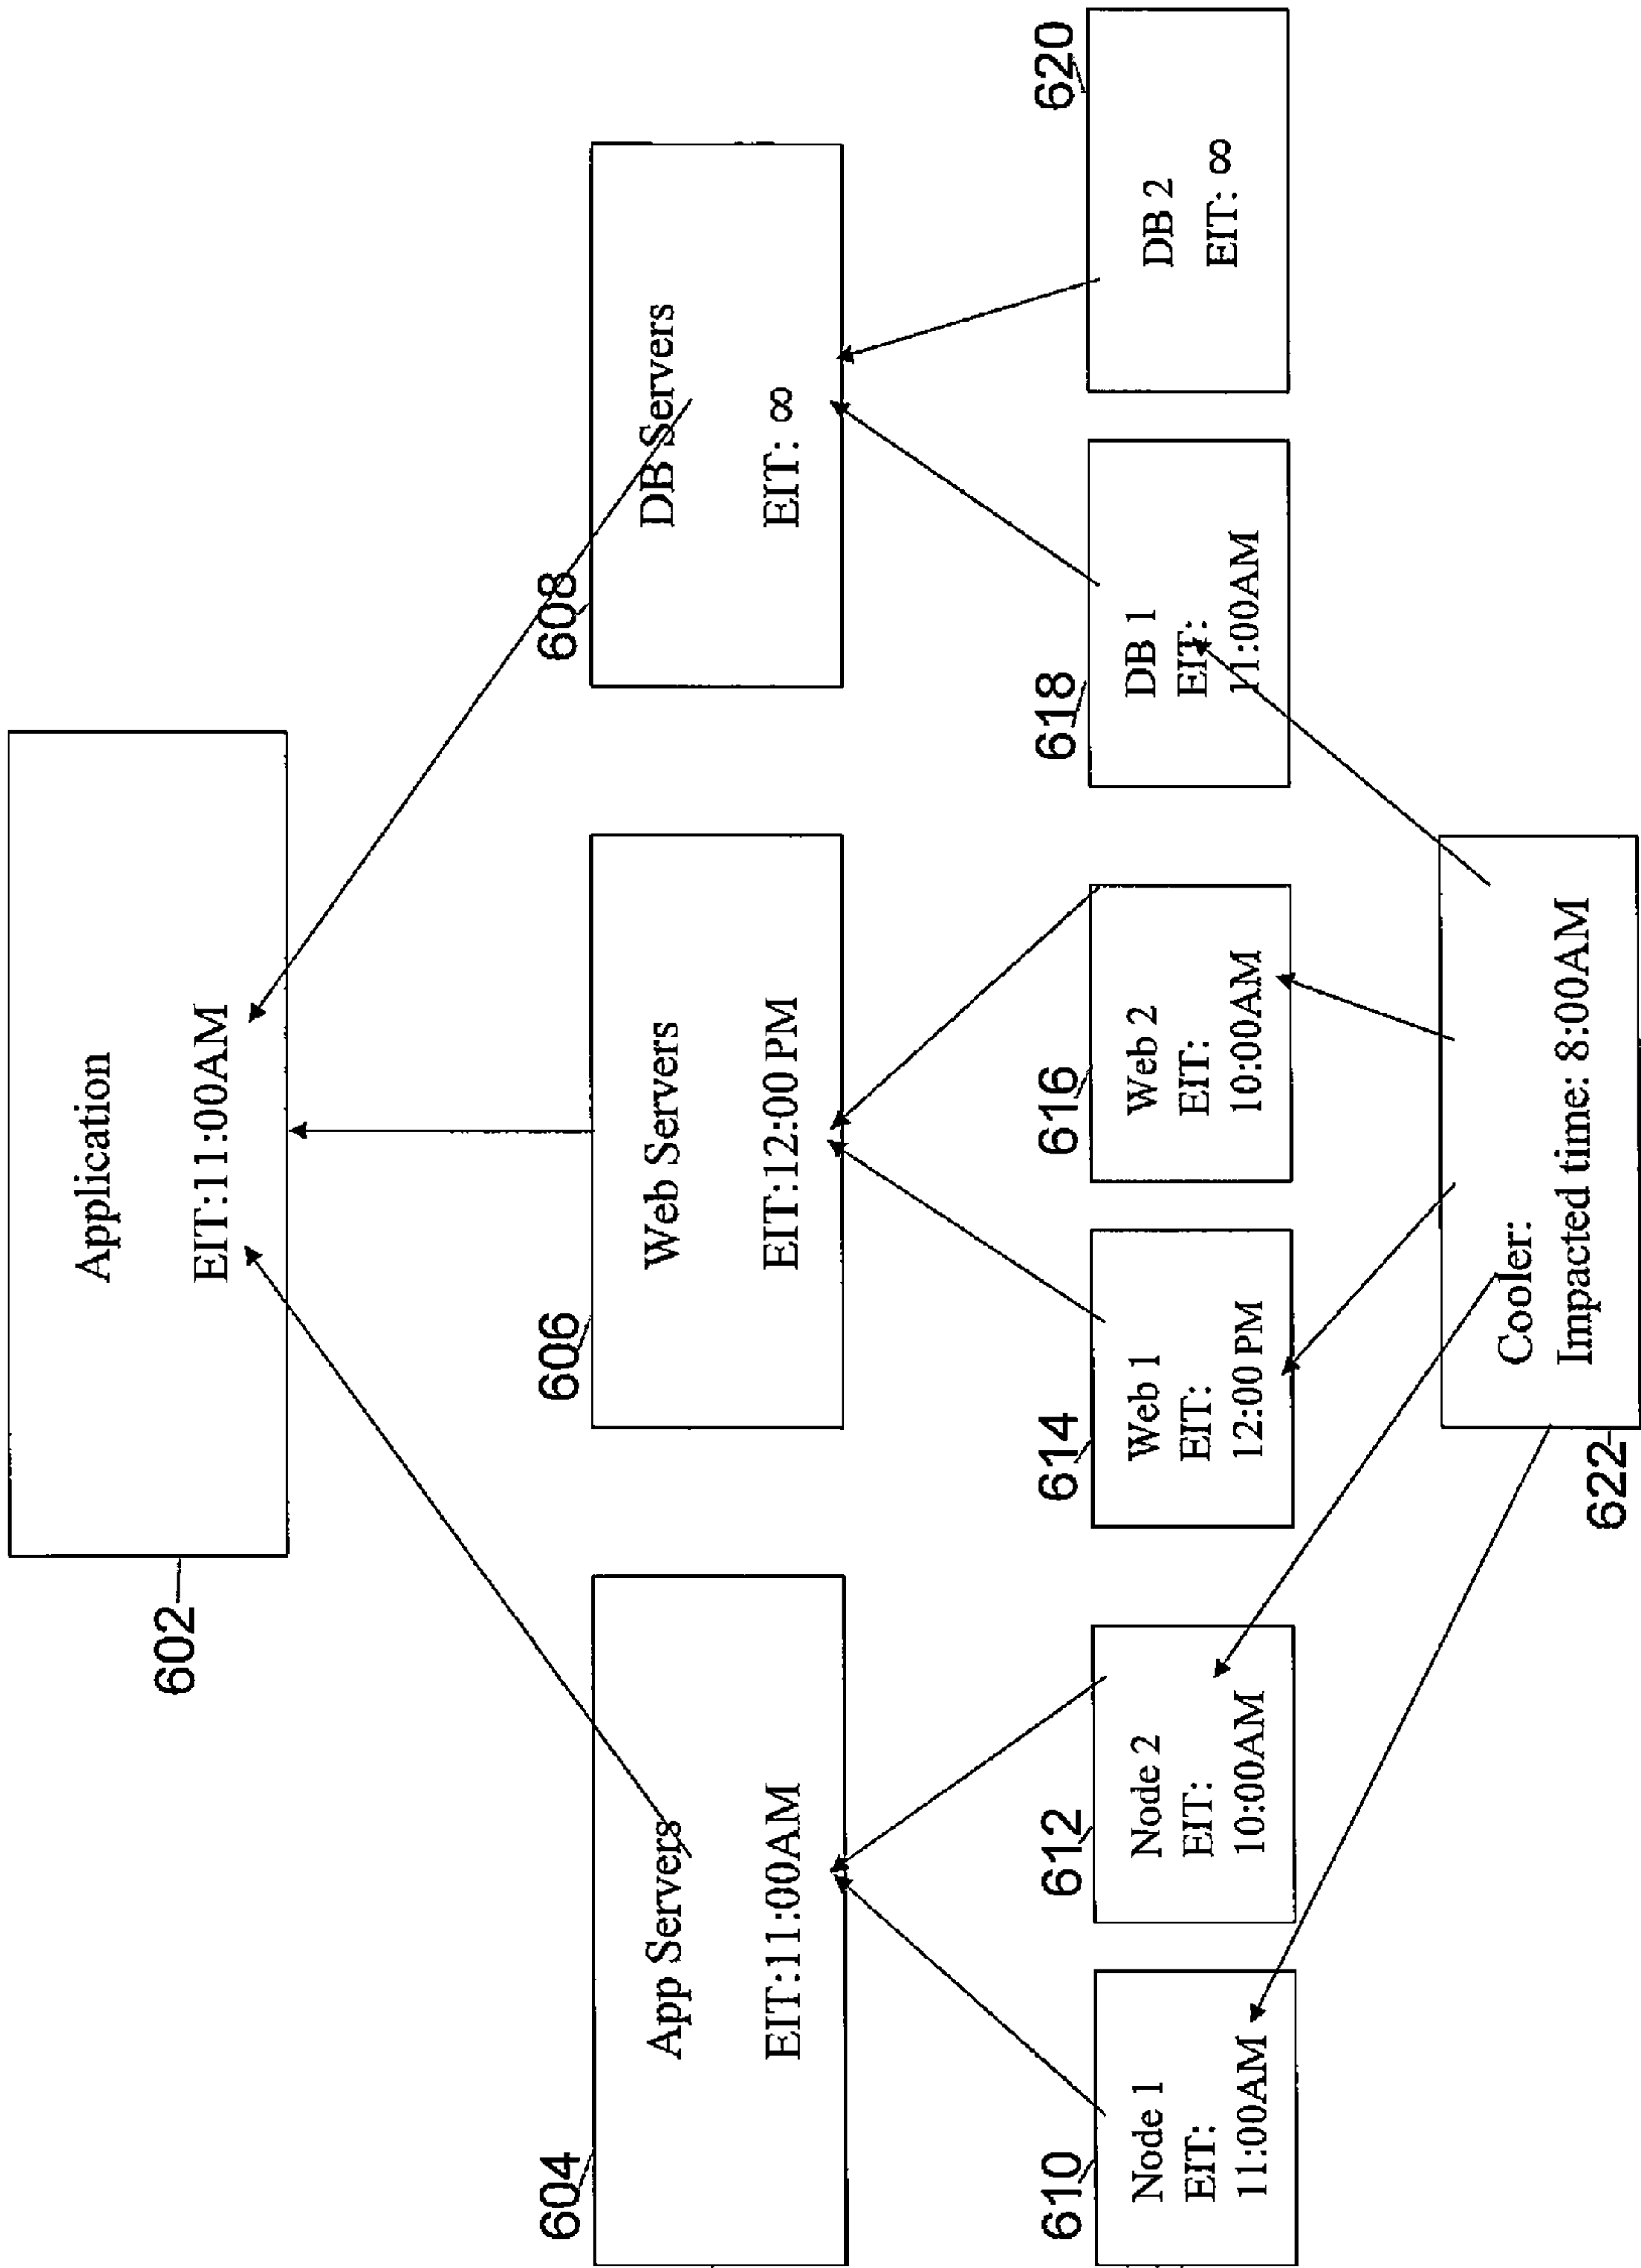 602
Application
EIT:11:00AM
604
App Servers
EIT:11:00AM
606
Web Servers
EIT:12:00 PM
608
DB Servers
EIT: ∞
610
Node 1
EIT:
11:00AM
612
Node 2
EIT:
10:00AM
614
Web 1
EIT:
12:00 PM
616
Web 2
EIT:
10:00AM
618
DB 1
EIT:
11:00AM
620
DB 2
EIT: ∞
622
Cooler:
Impacted time: 8:00AM